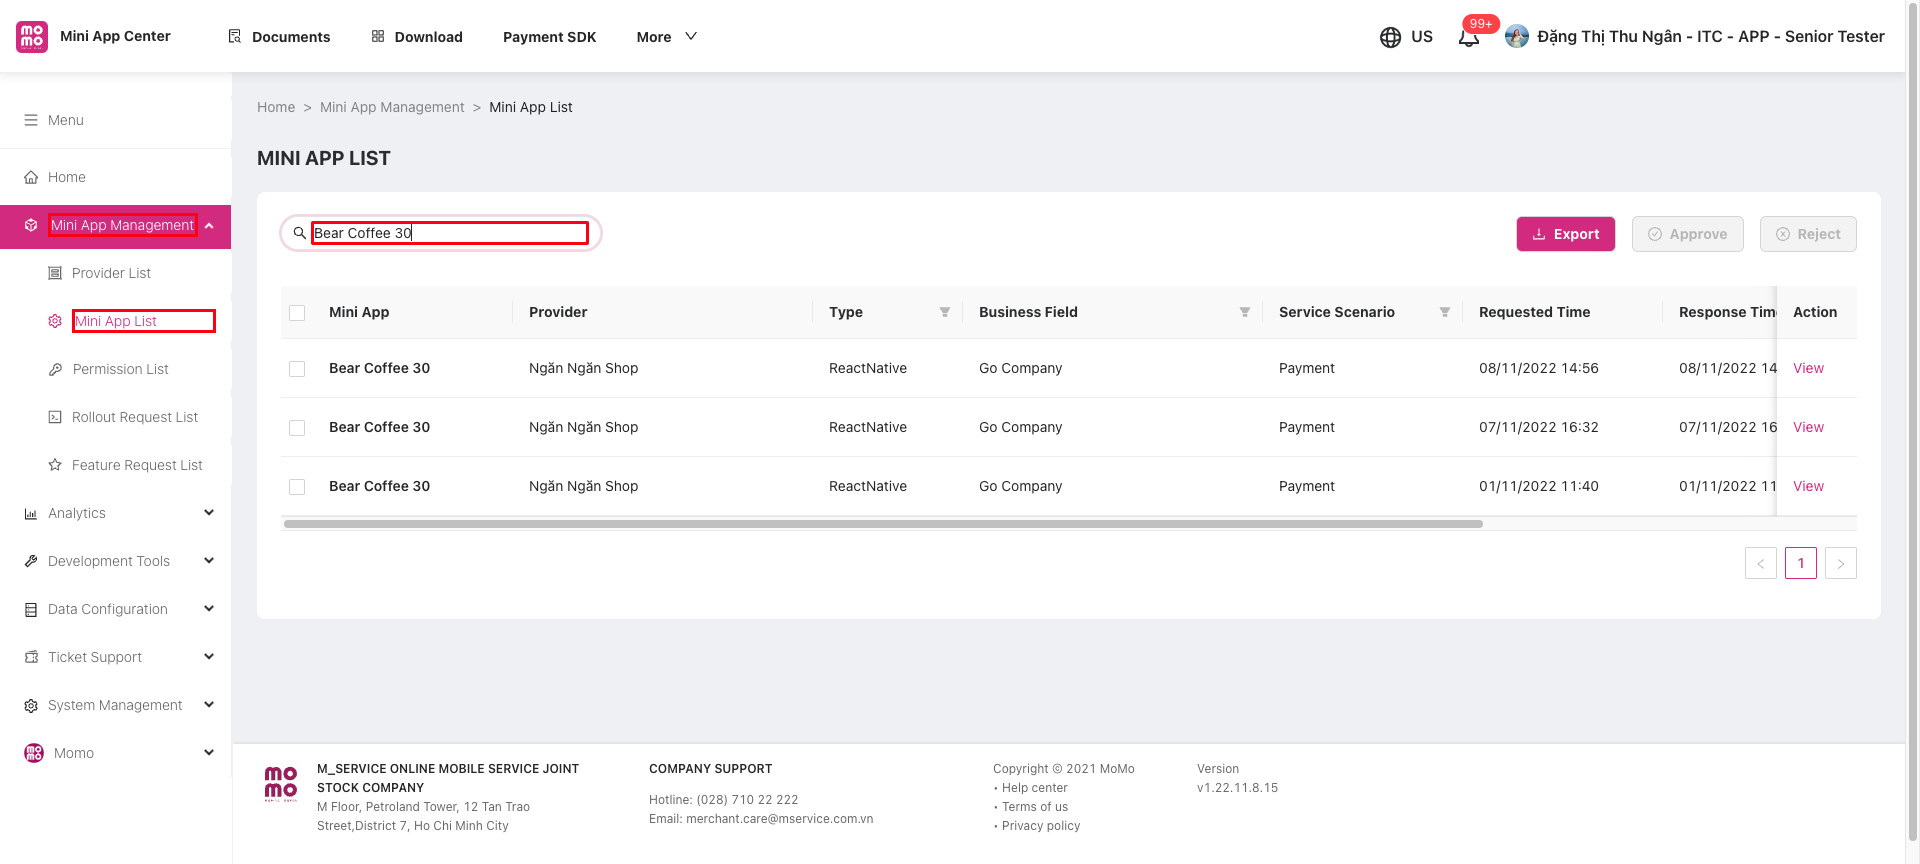 mo
mo
Mini App Center
Documents
Download
Payment SDK
More
US
99+
Đặng Thị Thu Ngân - ITC - APP - Senior Tester
Menu
Home
Mini App Management
Provider List
Mini App List
Permission List
Rollout Request List
Feature Request List
Analytics
Development Tools
Data Configuration
Ticket Support
System Management
mo
mo
Momo
Home > Mini App Management > Mini App List
MINI APP LIST
Bear Coffee 30
Export
Approve
Reject
Mini App Provider Type Business Field Service Scenario Requested Time Response Tim Action
Bear Coffee 30 Ngăn Ngăn Shop ReactNative Go Company Payment 08/11/2022 14:56 08/11/2022 14 View
Bear Coffee 30 Ngăn Ngăn Shop ReactNative Go Company Payment 07/11/2022 16:32 07/11/2022 16 View
Bear Coffee 30 Ngăn Ngăn Shop ReactNative Go Company Payment 01/11/2022 11:40 01/11/2022 11 View
< 1 >
mo
mo
M_SERVICE ONLINE MOBILE SERVICE JOINT
STOCK COMPANY
M Floor, Petroland Tower, 12 Tan Trao
Street,District 7, Ho Chi Minh City
COMPANY SUPPORT
Hotline: (028) 710 22 222
Email: merchant.care@mservice.com.vn
Copyright © 2021 MoMo
• Help center
• Terms of us
• Privacy policy
Version
v1.22.11.8.15